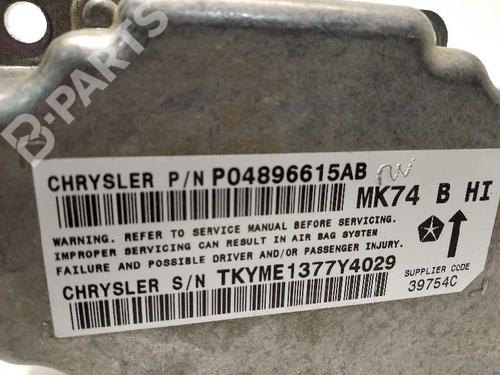 B-PARTS
CHRYSLER P/N P04896615AB
MK74 B HI
WARNING. REFER TO SERVICE MANUAL BEFORE SERVICING.
IMPROPER SERVICING CAN RESULT IN AIR BAG SYSTEM
FAILURE AND POSSIBLE DRIVER AND/OR PASSENGER INJURY.
CHRYSLER S/N TKYME1377Y4029
SUPPLIER CODE
39754C